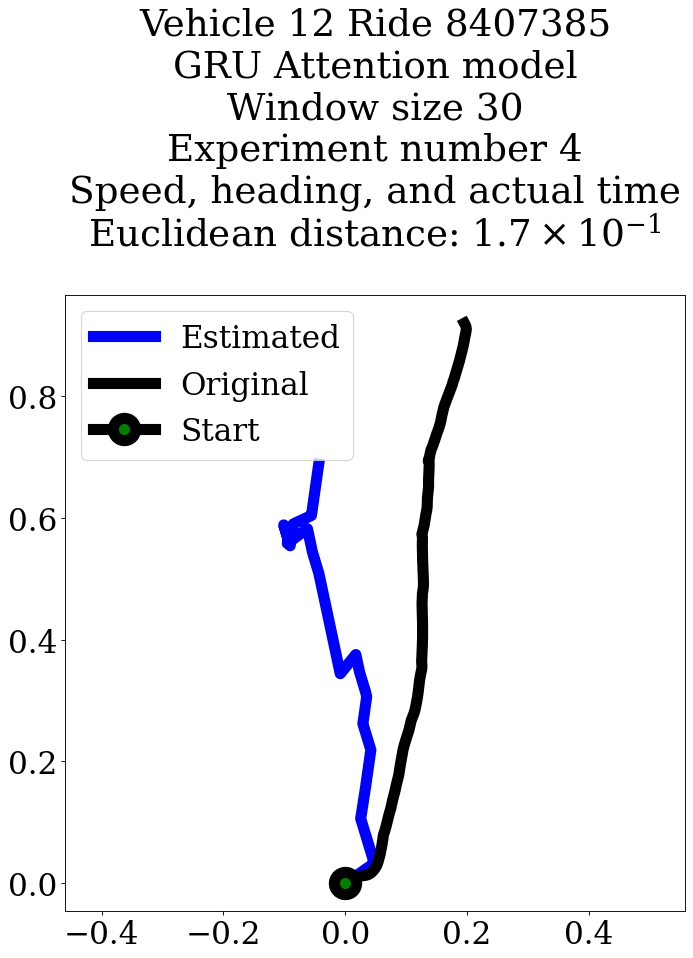 Vehicle 12 Ride 8407385
GRU Attention model
Window size 30
Experiment number 4
Speed, heading, and actual time
Euclidean distance: 1.7 × 10⁻¹
Estimated
Original
Start
0.8
0.6
0.4
0.2
0.0
−0.4
−0.2
0.0
0.2
0.4